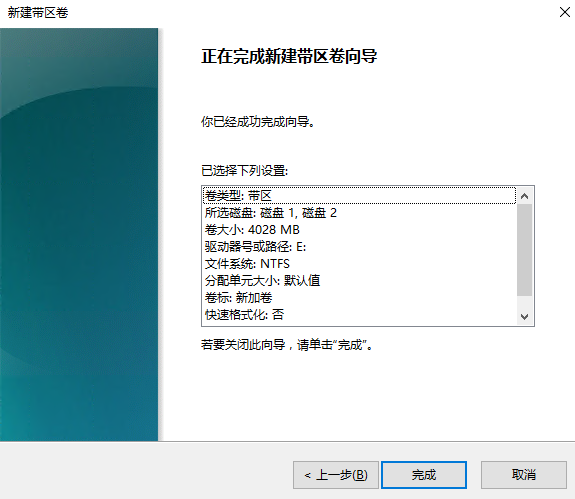 新建带区卷
正在完成新建带区卷向导
你已经成功完成向导。
已选择下列设置:
卷类型: 带区
所选磁盘: 磁盘 1, 磁盘 2
卷大小: 4028 MB
驱动器号或路径: E:
文件系统: NTFS
分配单元大小: 默认值
卷标: 新加卷
快速格式化: 否
若要关闭此向导，请单击"完成"。
< 上一步(B)
完成
取消